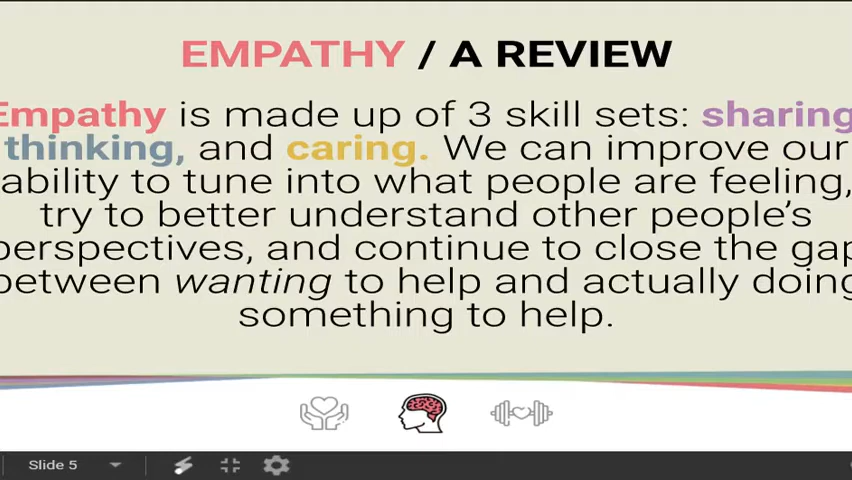 EMPATHY / A REVIEW
Empathy is made up of 3 skill sets: sharing
thinking, and caring. We can improve our
ability to tune into what people are feeling,
try to better understand other people's
perspectives, and continue to close the gap
between wanting to help and actually doing
something to help.
Slide 5